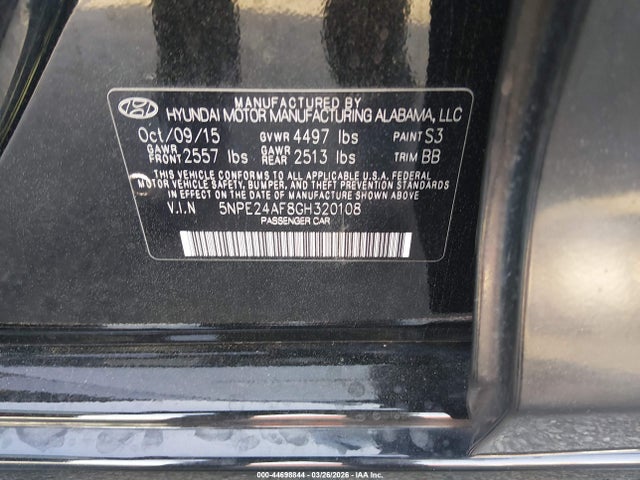 MANUFACTURED BY
HYUNDAI MOTOR MANUFACTURING ALABAMA, LLC
Oct/09/15 GVWR 4497 lbs PAINT S3
GAWR FRONT 2557 lbs GAWR REAR 2513 lbs TRIM BB
THIS VEHICLE CONFORMS TO ALL APPLICABLE U.S.A. FEDERAL
MOTOR VEHICLE SAFETY, BUMPER, AND THEFT PREVENTION
STANDARDS IN EFFECT ON THE DATE OF MANUFACTURE SHOWN ABOVE
V.I.N 5NPE24AF8GH320108
PASSENGER CAR
000-44698844 | 03/26/2026 | IAA Inc.